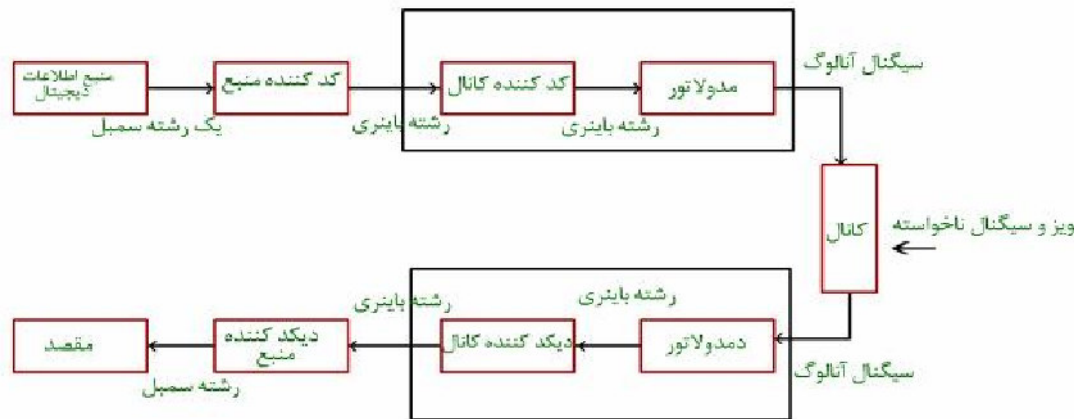 سیگنال آنالوگ
منبع اطلاعات
دیجیتال
کد کننده منبع
کد کننده کانال
مدولاتور
یک رشته سمبل
رشته باینری
رشته باینری
کانال
ویز و سیگنال ناخواسته
رشته باینری
رشته باینری
مقصد
دیکد کننده
منبع
دیکد کننده کانال
دمدولاتور
رشته سمبل
سیگنال آنالوگ